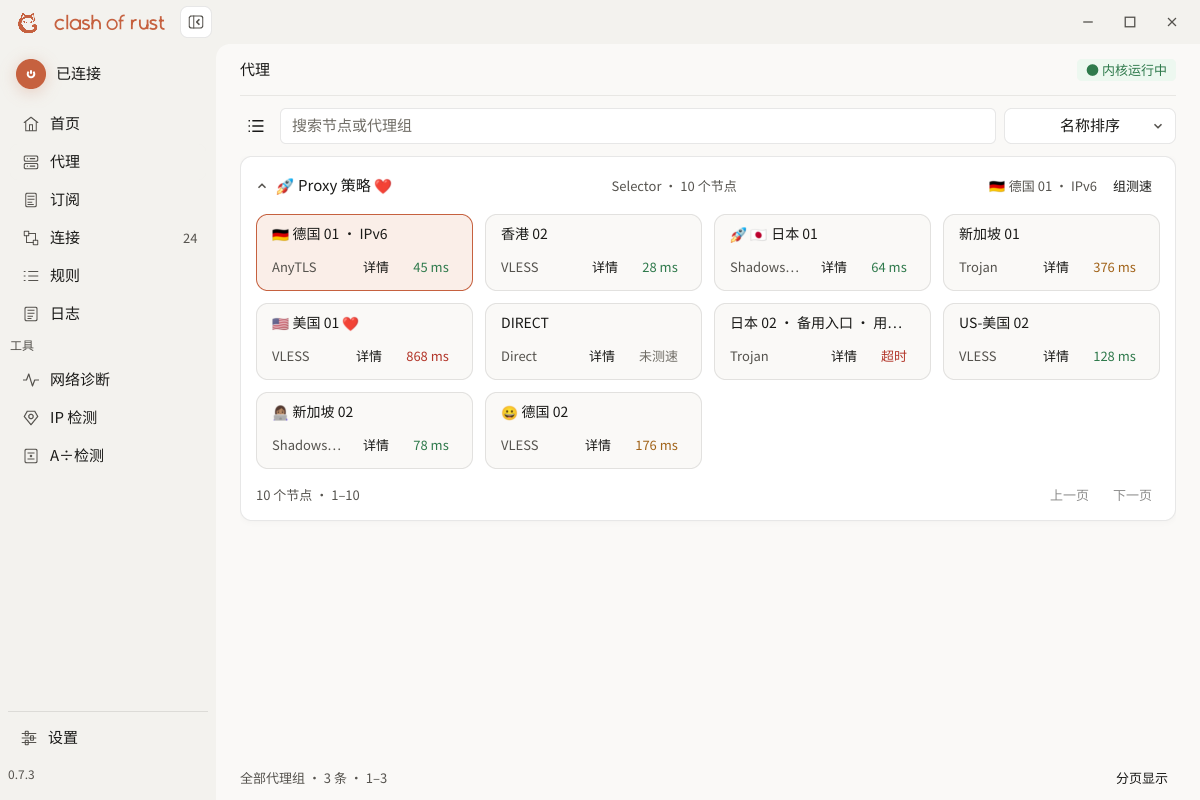 clash of rust
已连接
首页
代理
订阅
连接 24
规则
日志
工具
网络诊断
IP 检测
A÷检测
设置
0.7.3
代理
内核运行中
搜索节点或代理组
名称排序
🚀 Proxy 策略 ❤️ Selector · 10 个节点 🇩🇪 德国 01 · IPv6 组测速
🇩🇪 德国 01 · IPv6
AnyTLS 详情 45 ms
香港 02
VLESS 详情 28 ms
🚀 🇯🇵 日本 01
Shadows… 详情 64 ms
新加坡 01
Trojan 详情 376 ms
🇺🇸 美国 01 ❤️
VLESS 详情 868 ms
DIRECT
Direct 详情 未测速
日本 02 · 备用入口 · 用…
Trojan 详情 超时
US-美国 02
VLESS 详情 128 ms
👩🏽‍💻 新加坡 02
Shadows… 详情 78 ms
😀 德国 02
VLESS 详情 176 ms
10 个节点 · 1–10 上一页 下一页
全部代理组 · 3 条 · 1–3 分页显示